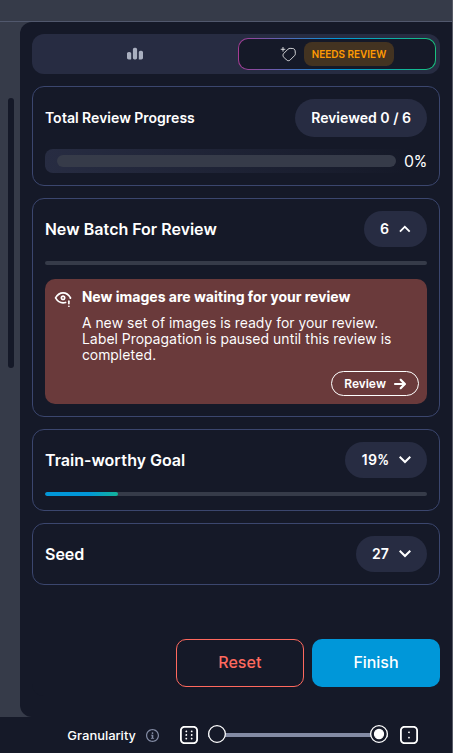 NEEDS REVIEW
Total Review Progress
Reviewed 0 / 6
0%
New Batch For Review
6
New images are waiting for your review
A new set of images is ready for your review.
Label Propagation is paused until this review is
completed.
Review
Train-worthy Goal
19%
Seed
27
Reset
Finish
Granularity